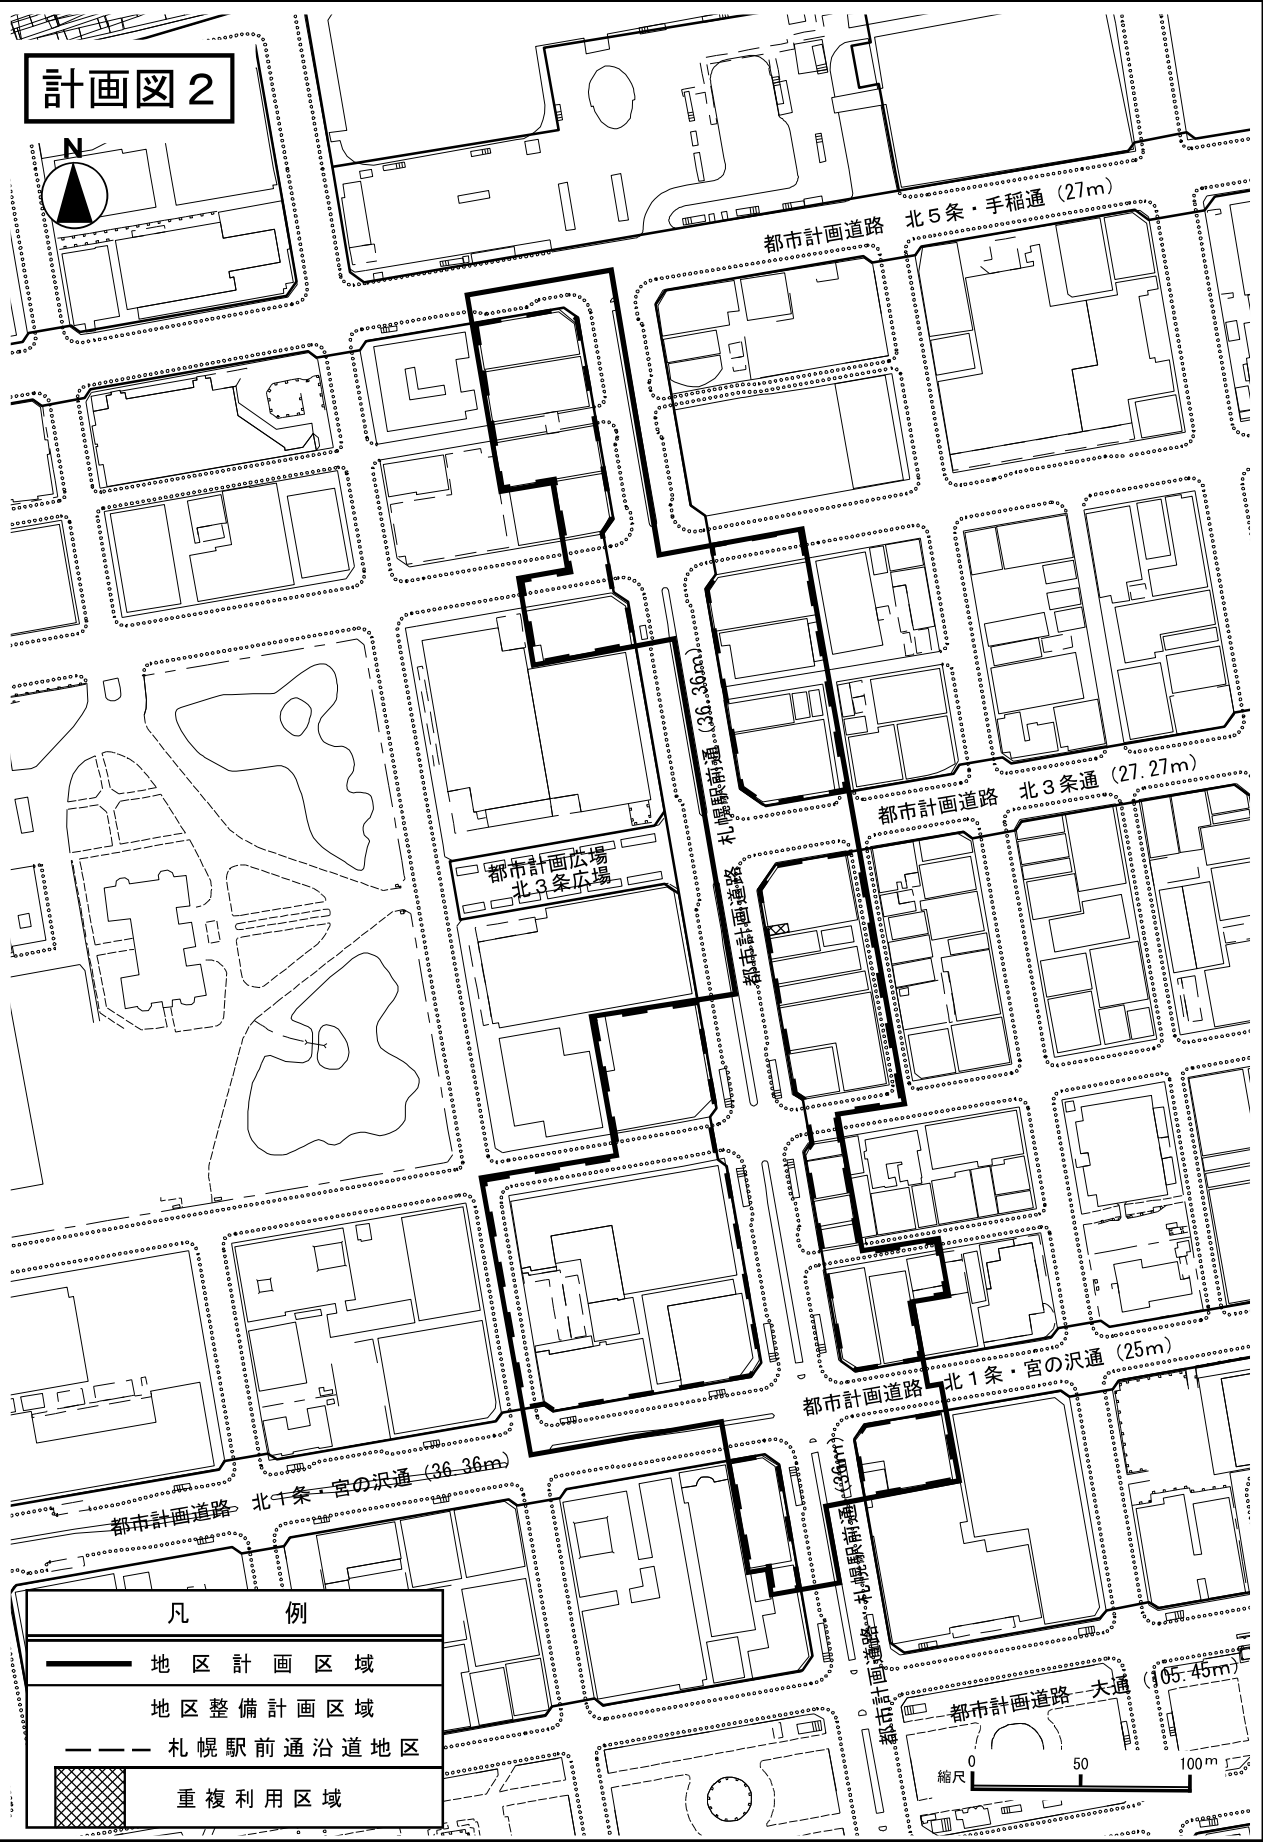 計画図２
N
都市計画道路　北５条・手稲通（27m）
札幌駅前通（36.36m）
都市計画道路
都市計画道路　北３条通（27.27m）
都市計画広場
北３条広場
都市計画道路　北１条・宮の沢通（25m）
都市計画道路　北１条・宮の沢通（36.36m）
都市計画道路　札幌駅前通（36m）
都市計画道路　大通（105.45m）
凡　例
地区計画区域
地区整備計画区域
札幌駅前通沿道地区
重複利用区域
縮尺
0　50　100m